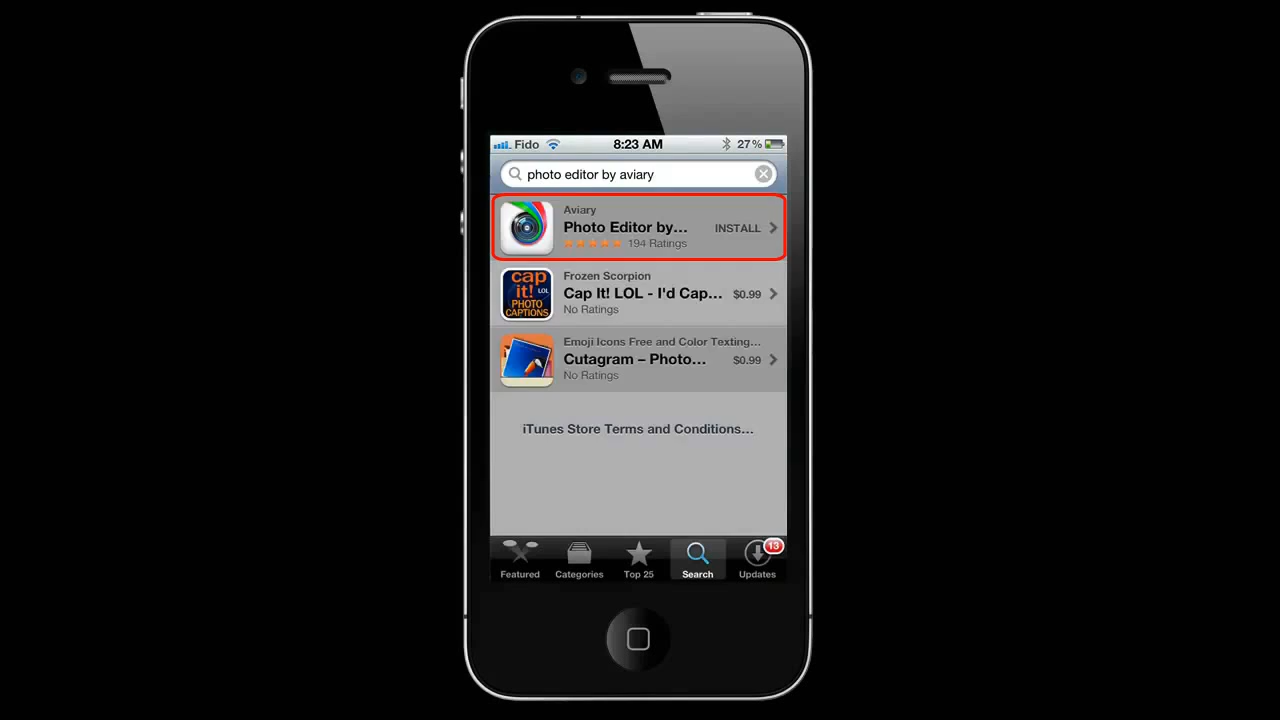 Fido 8:23 AM 27%
photo editor by aviary
Aviary
Photo Editor by...
INSTALL
194 Ratings
cap it! LOL PHOTO CAPTIONS
Frozen Scorpion
Cap It! LOL - I'd Cap...
$0.99
No Ratings
Emoji Icons Free and Color Texting...
Cutagram – Photo...
$0.99
No Ratings
iTunes Store Terms and Conditions...
13
Featured Categories Top 25 Search Updates